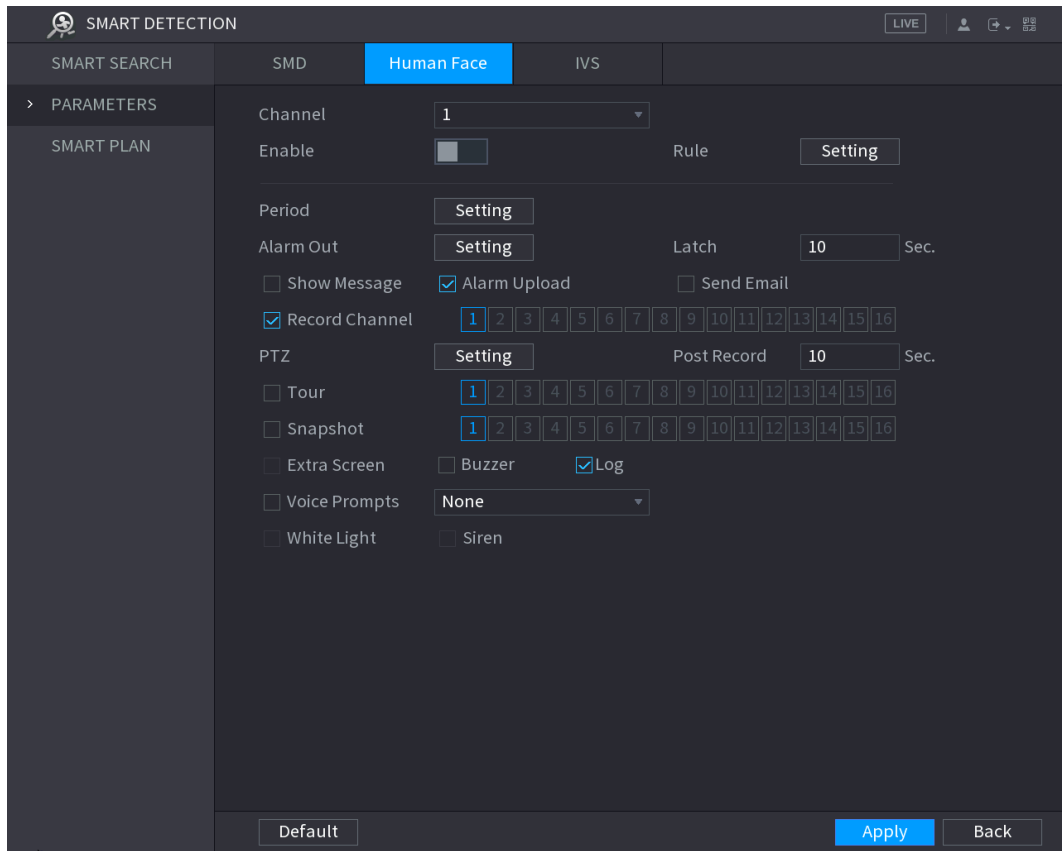 SMART DETECTION LIVE
SMART SEARCH SMD Human Face IVS
PARAMETERS
SMART PLAN
Channel 1
Enable Rule Setting
Period Setting
Alarm Out Setting Latch 10 Sec.
Show Message Alarm Upload Send Email
Record Channel 1 2 3 4 5 6 7 8 9 10 11 12 13 14 15 16
PTZ Setting Post Record 10 Sec.
Tour 1 2 3 4 5 6 7 8 9 10 11 12 13 14 15 16
Snapshot 1 2 3 4 5 6 7 8 9 10 11 12 13 14 15 16
Extra Screen Buzzer Log
Voice Prompts None
White Light Siren
Default Apply Back